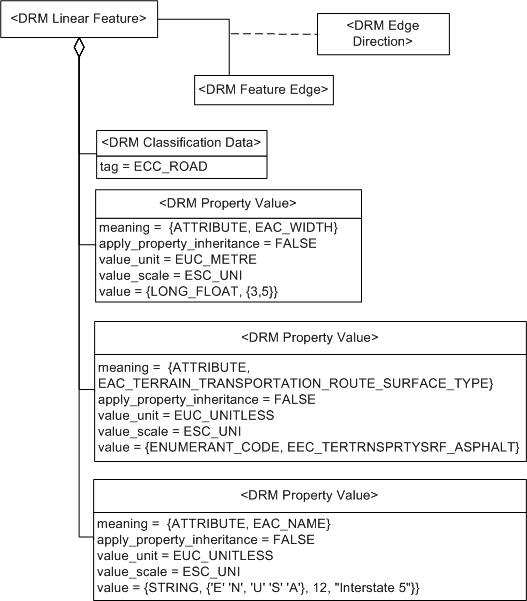 <DRM Linear Feature>
<DRM Edge
Direction>
<DRM Feature Edge>
<DRM Classification Data>
tag = ECC_ROAD
<DRM Property Value>
meaning =  {ATTRIBUTE, EAC_WIDTH}
apply_property_inheritance = FALSE
value_unit = EUC_METRE
value_scale = ESC_UNI
value = {LONG_FLOAT, {3,5}}
<DRM Property Value>
meaning =  {ATTRIBUTE,
EAC_TERRAIN_TRANSPORTATION_ROUTE_SURFACE_TYPE}
apply_property_inheritance = FALSE
value_unit = EUC_UNITLESS
value_scale = ESC_UNI
value = {ENUMERANT_CODE, EEC_TERTRNSPRTYSRF_ASPHALT}
<DRM Property Value>
meaning =  {ATTRIBUTE, EAC_NAME}
apply_property_inheritance = FALSE
value_unit = EUC_UNITLESS
value_scale = ESC_UNI
value = {STRING, {'E' 'N', 'U' 'S' 'A'}, 12, "Interstate 5"}}